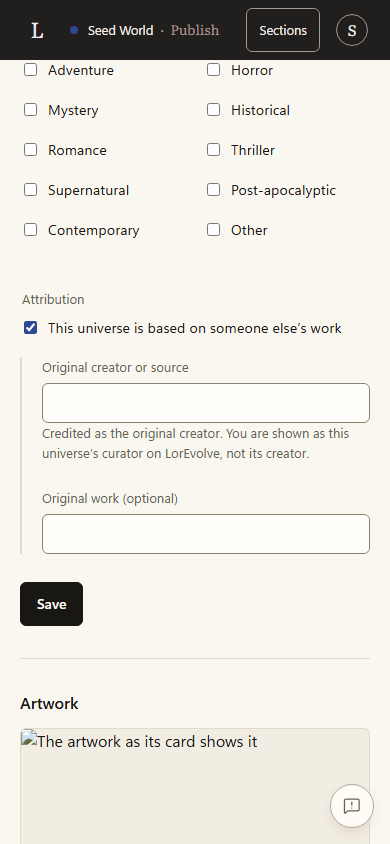 L
Seed World · Publish
Sections
S
Adventure
Horror
Mystery
Historical
Romance
Thriller
Supernatural
Post-apocalyptic
Contemporary
Other
Attribution
This universe is based on someone else’s work
Original creator or source
Credited as the original creator. You are shown as this
universe's curator on LorEvolve, not its creator.
Original work (optional)
Save
Artwork
The artwork as its card shows it